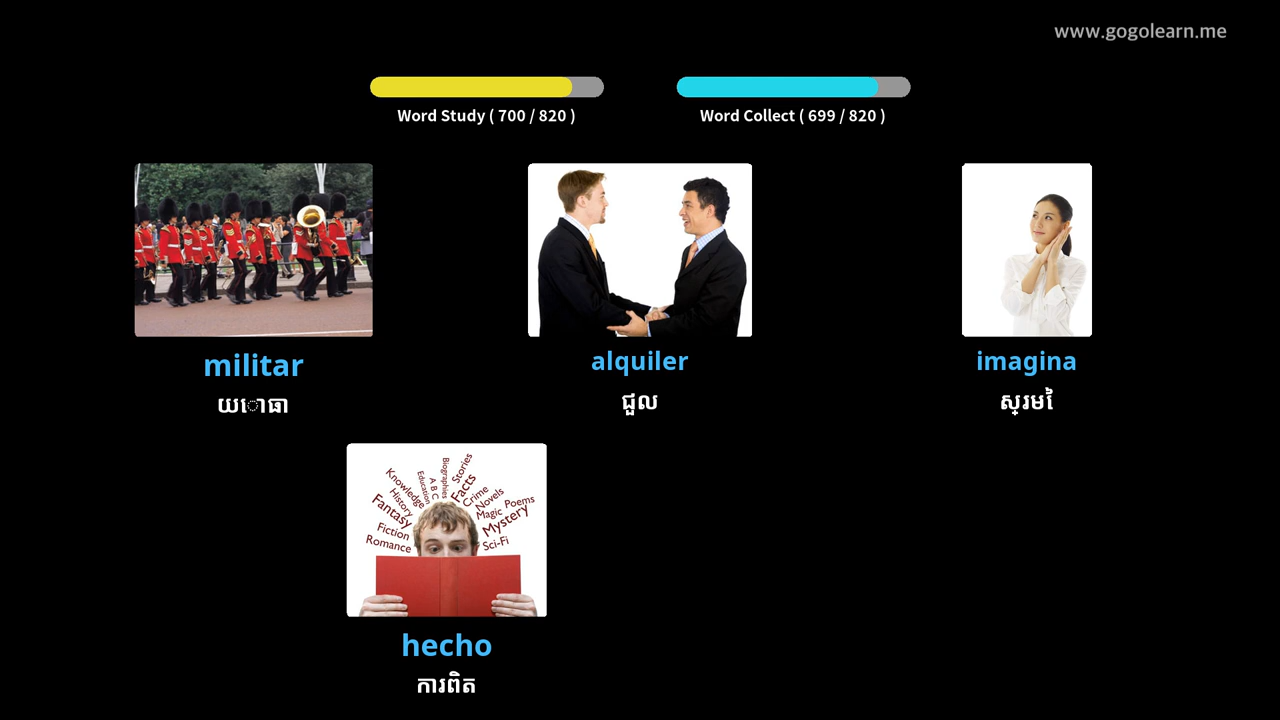 www.gogolearn.me
Word Study ( 700 / 820 )
Word Collect ( 699 / 820 )
militar
យោធា
alquiler
ជួល
imagina
ស្រមៃ
Knowledge
History
Education
A B C
Biographies
Stories
Facts
Crime
Novels
Magic
Poems
Mystery
Sci-Fi
Fantasy
Fiction
Romance
hecho
ការពិត